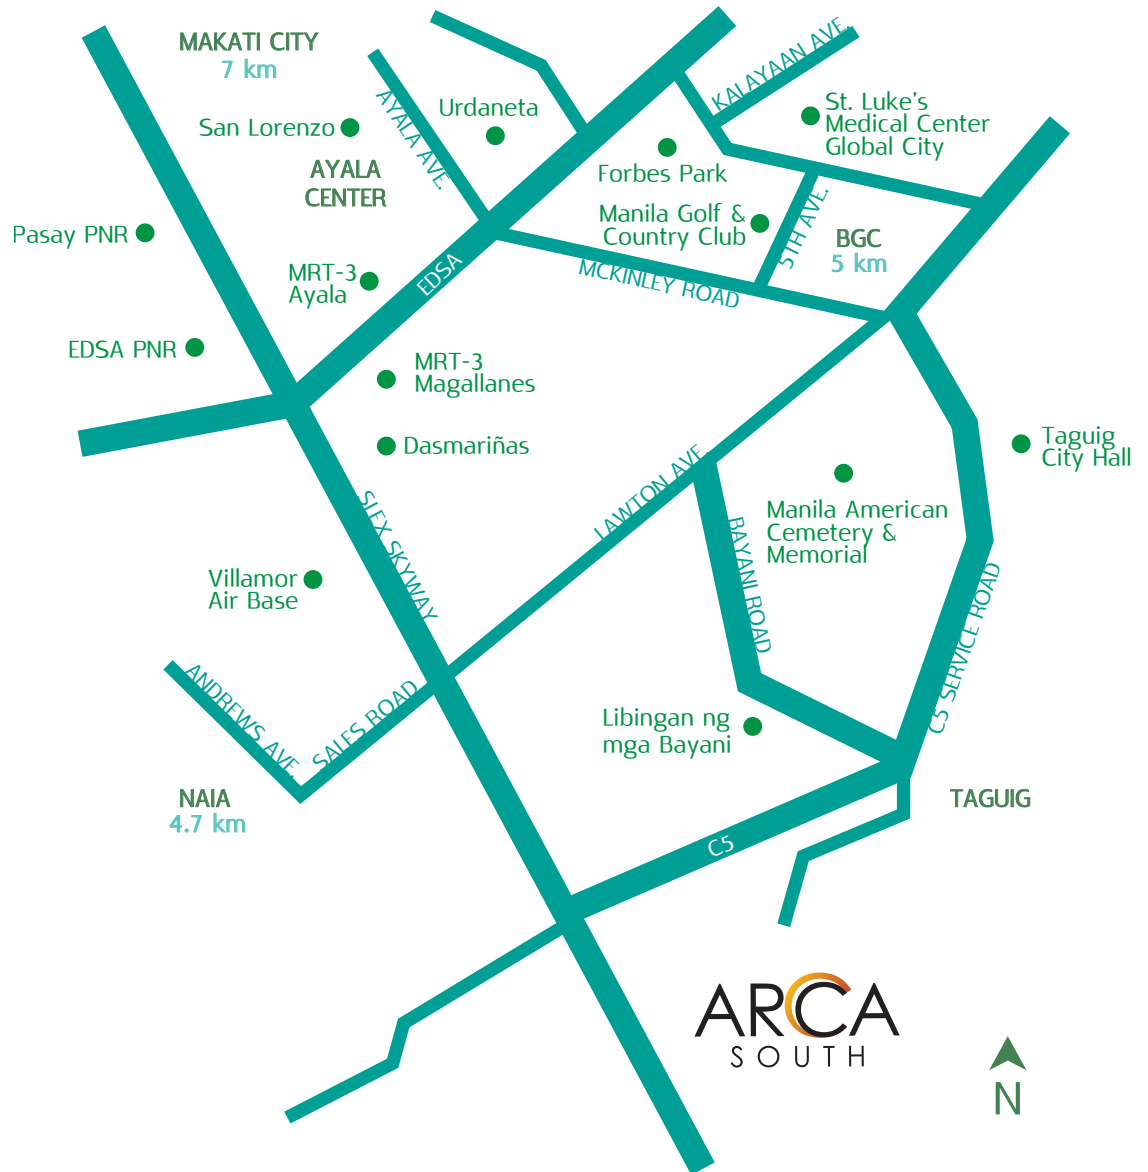 MAKATI CITY
7 km
KALAYAAN AVE.
AYALA AVE.
Urdaneta
San Lorenzo
St. Luke's
Medical Center
Global City
AYALA
CENTER
Forbes Park
Manila Golf &
Country Club
5TH AVE.
Pasay PNR
BGC
5 km
MRT-3
Ayala
EDSA
MCKINLEY ROAD
EDSA PNR
MRT-3
Magallanes
Dasmariñas
Taguig
City Hall
LAWTON AVE.
SLEX SKYWAY
Manila American
Cemetery &
Memorial
BAYANI ROAD
Villamor
Air Base
C5 SERVICE ROAD
ANDREWS AVE.
SALES ROAD
Libingan ng
mga Bayani
NAIA
4.7 km
TAGUIG
C5
ARCA
SOUTH
N